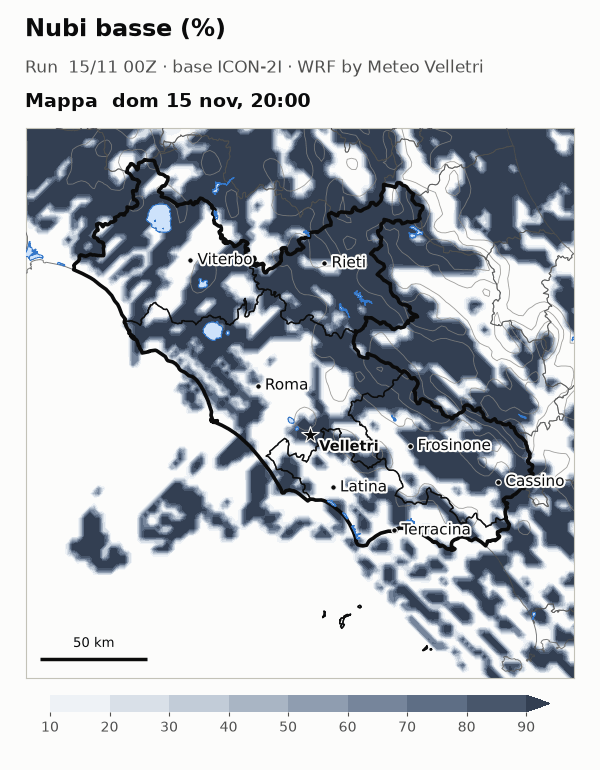 Nubi basse (%)
Run 15/11 00Z · base ICON-2I · WRF by Meteo Velletri
Mappa dom 15 nov, 20:00
Viterbo
Rieti
Roma
Velletri
Frosinone
Cassino
Latina
Terracina
50 km
10 20 30 40 50 60 70 80 90